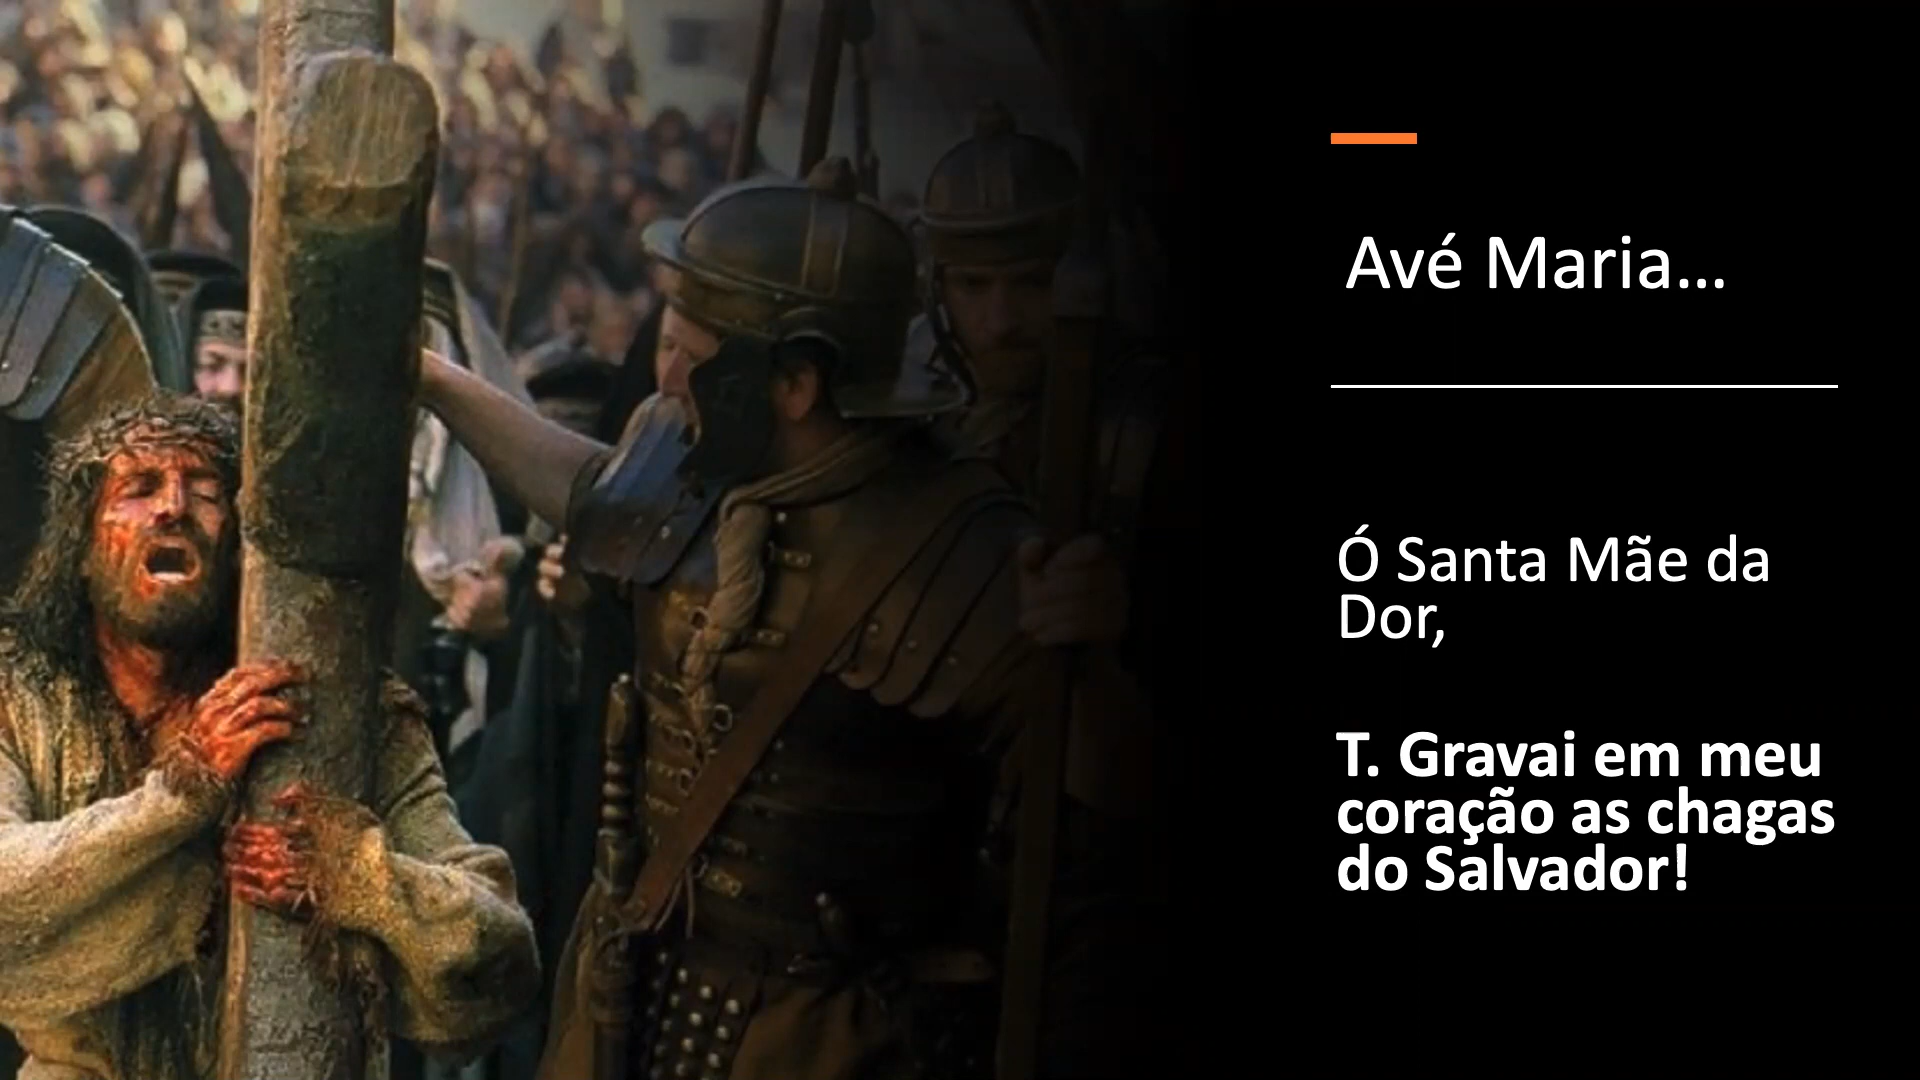 Avé Maria...
Ó Santa Mãe da
Dor,
T. Gravai em meu
coração as chagas
do Salvador!